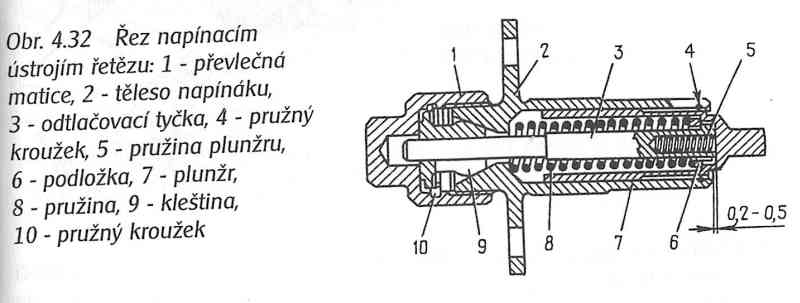 Obr. 4.32 Řez napínacím
ústrojím řetězu: 1 - převlečná
matice, 2 - těleso napínáku,
3 - odtlačovací tyčka, 4 - pružný
kroužek, 5 - pružina plunžru,
6 - podložka, 7 - plunžr,
8 - pružina, 9 - kleština,
10 - pružný kroužek
1 2 3 4 5
10 9 8 7 6 0,2 - 0,5